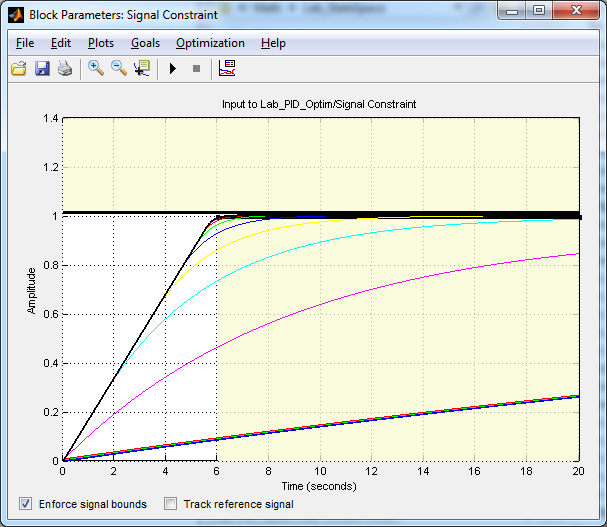 Block Parameters: Signal Constraint
File Edit Plots Goals Optimization Help
Input to Lab_PID_Optim/Signal Constraint
1.4
1.2
1
0.8
0.6
0.4
0.2
0
Amplitude
0 2 4 6 8 10 12 14 16 18 20
Time (seconds)
Enforce signal bounds Track reference signal